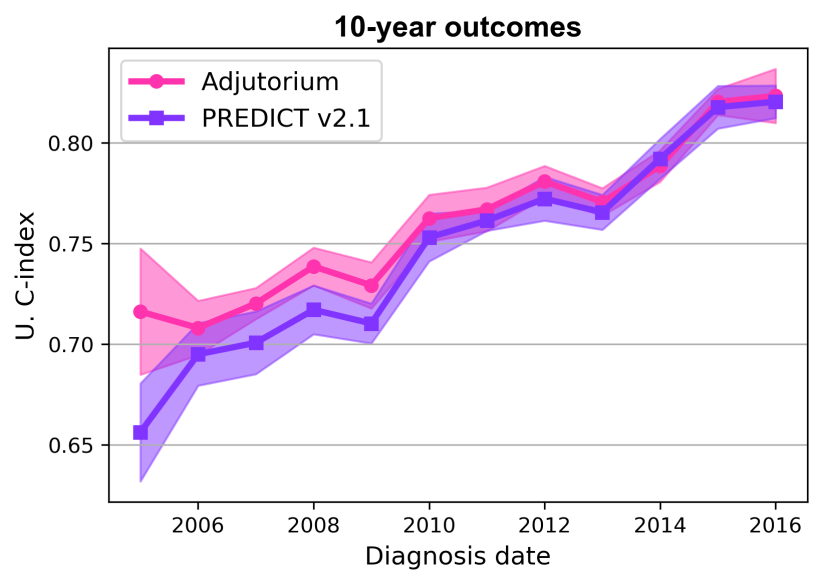 10-year outcomes
Adjutorium
PREDICT v2.1
0.80
0.75
0.70
0.65
U. C-index
2006 2008 2010 2012 2014 2016
Diagnosis date